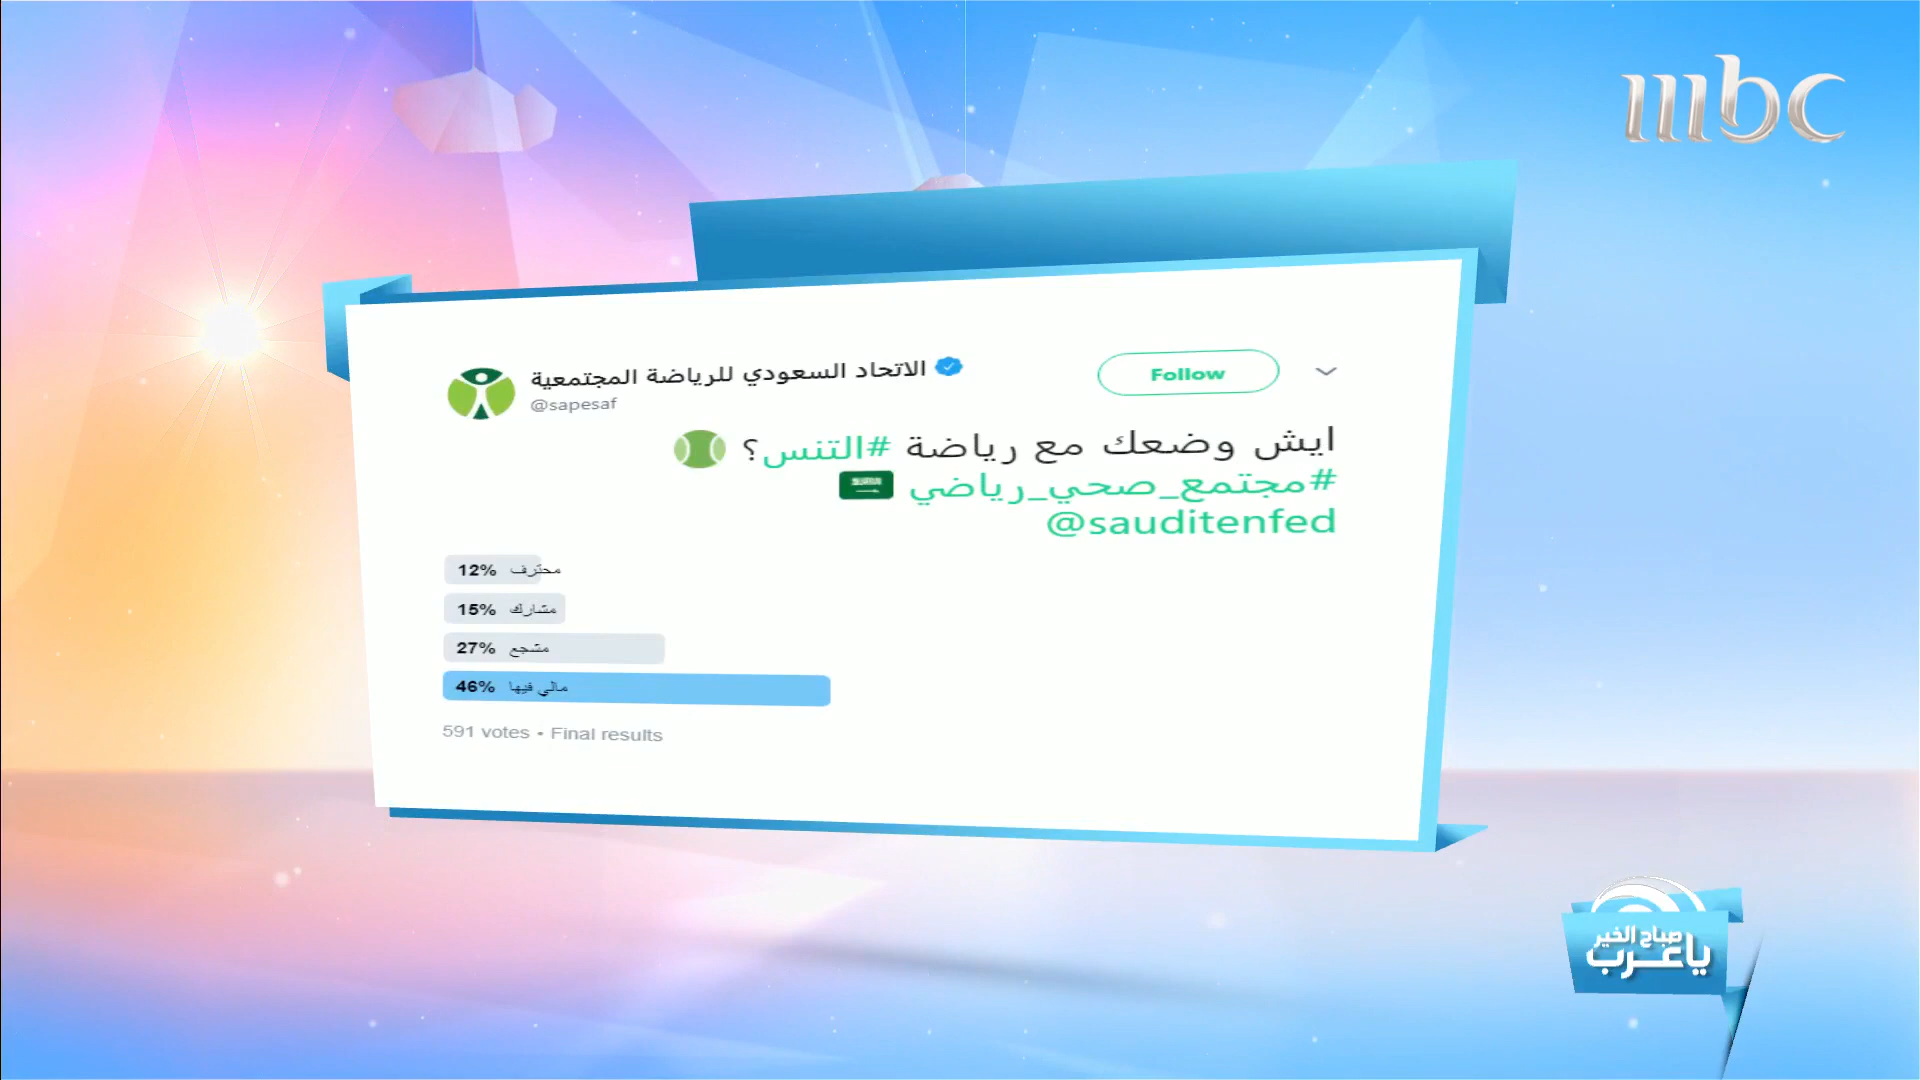 mbc
الاتحاد السعودي للرياضة المجتمعية
@sapesaf
Follow
ايش وضعك مع رياضة #التنس؟
#مجتمع_صحي_رياضي
@sauditenfed
12% محترف
15% مشارك
27% مشجع
46% مالي فيها
591 votes • Final results
صباح الخير
ياعرب